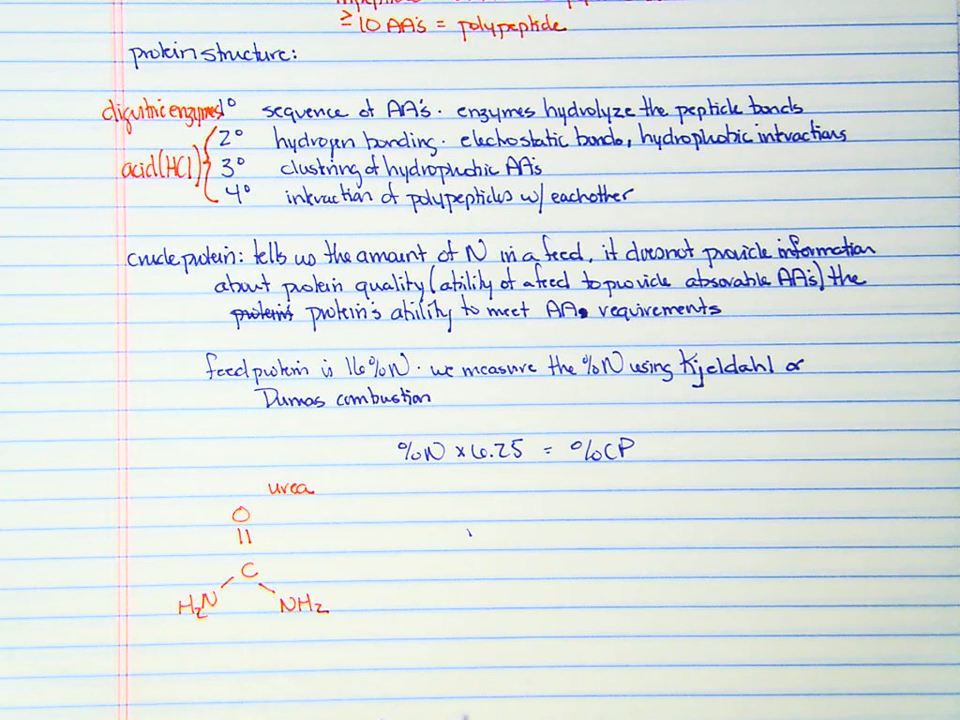 ≥ 10 AA's = polypeptide
protein structure:
digestive enzymes 1° sequence of AA's. enzymes hydrolyze the peptide bonds
2° hydrogen bonding. electrostatic bonds, hydrophobic interactions
acid (HCl) 3° clustering of hydrophobic AA's
4° interaction of polypeptides w/ eachother
crude protein: tells us the amount of N in a feed, it does not provide information
about protein quality (ability of a feed to provide absorable AA's) the
protein's protein's ability to meet AA requirements
feed protein is 16%N. we measure the %N using Kjeldahl or
Dumas combustion
%N x 6.25 = %CP
urea
O
C
H₂N NH₂